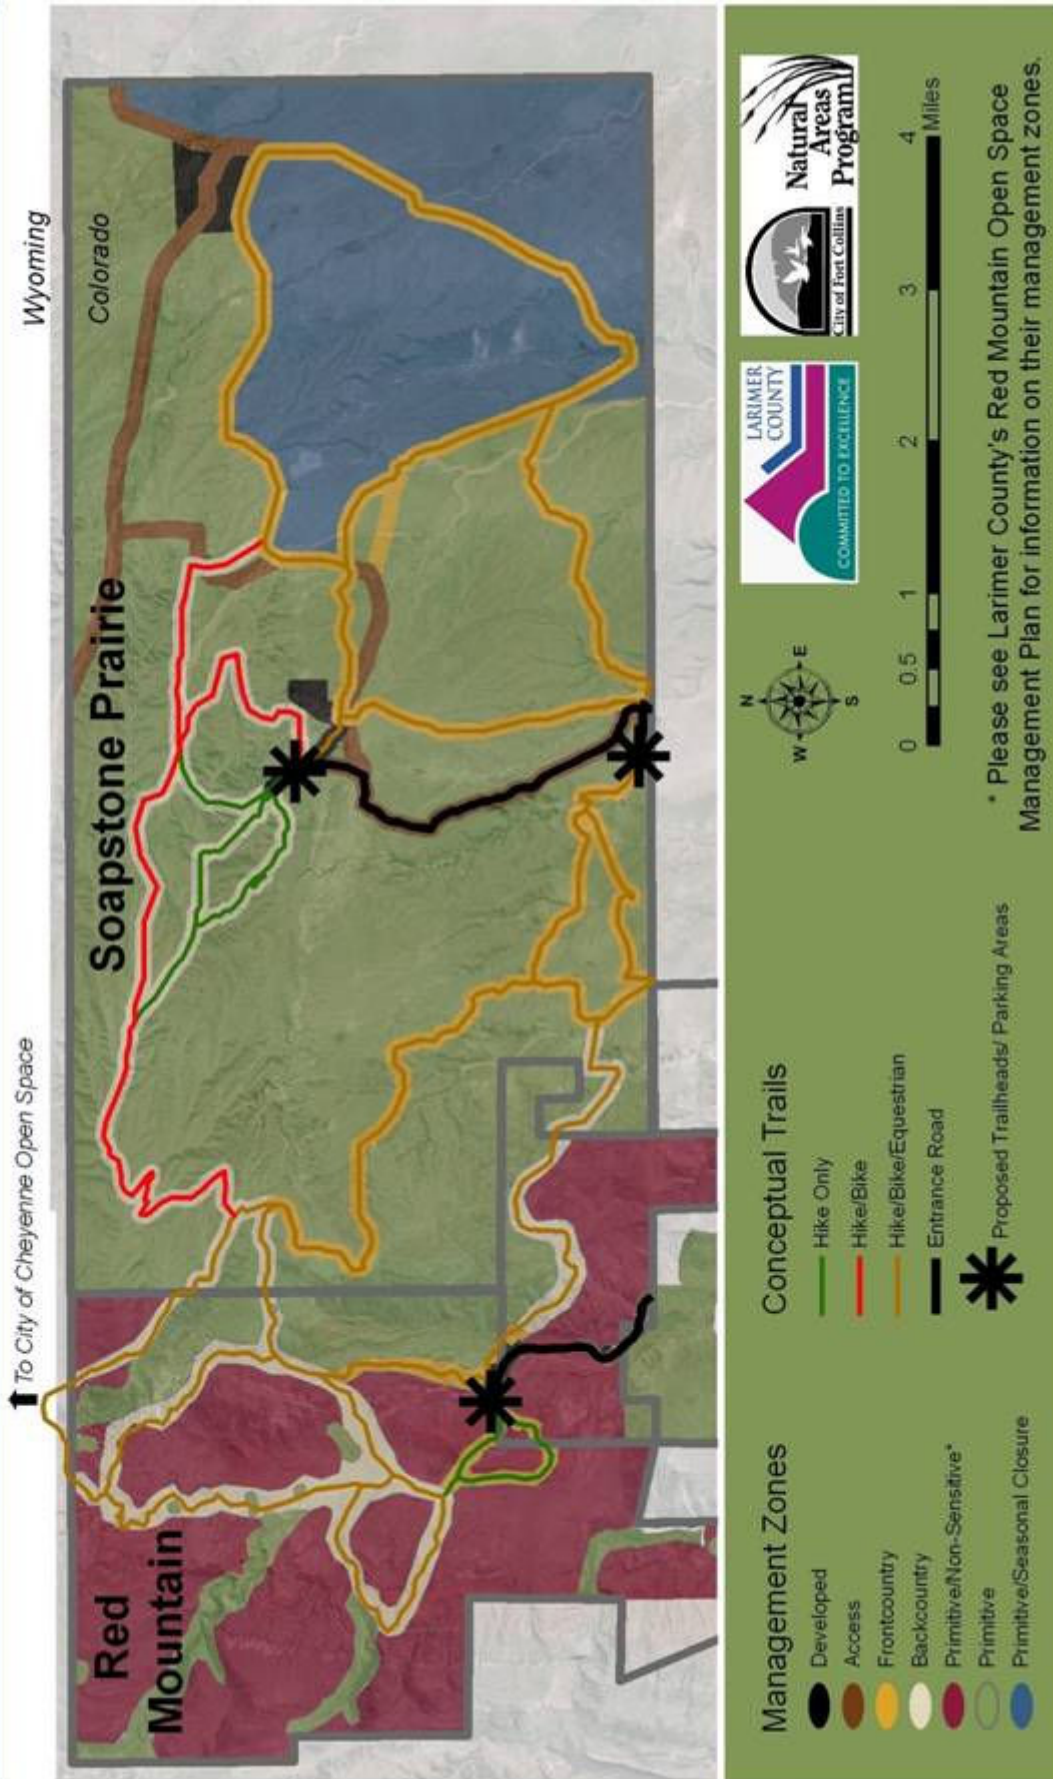 To City of Cheyenne Open Space
Wyoming
Colorado
Soapstone Prairie
Red
Mountain
Management Zones
Developed
Access
Frontcountry
Backcountry
Primitive/Non-Sensitive*
Primitive
Primitive/Seasonal Closure
Conceptual Trails
Hike Only
Hike/Bike
Hike/Bike/Equestrian
Entrance Road
Proposed Trailheads/ Parking Areas
N
W E
S
LARIMER
COUNTY
COMMITTED TO EXCELLENCE
City of Fort Collins
Natural
Areas
Program
0 0.5 1 2 3 4
Miles
* Please see Larimer County's Red Mountain Open Space
Management Plan for information on their management zones.